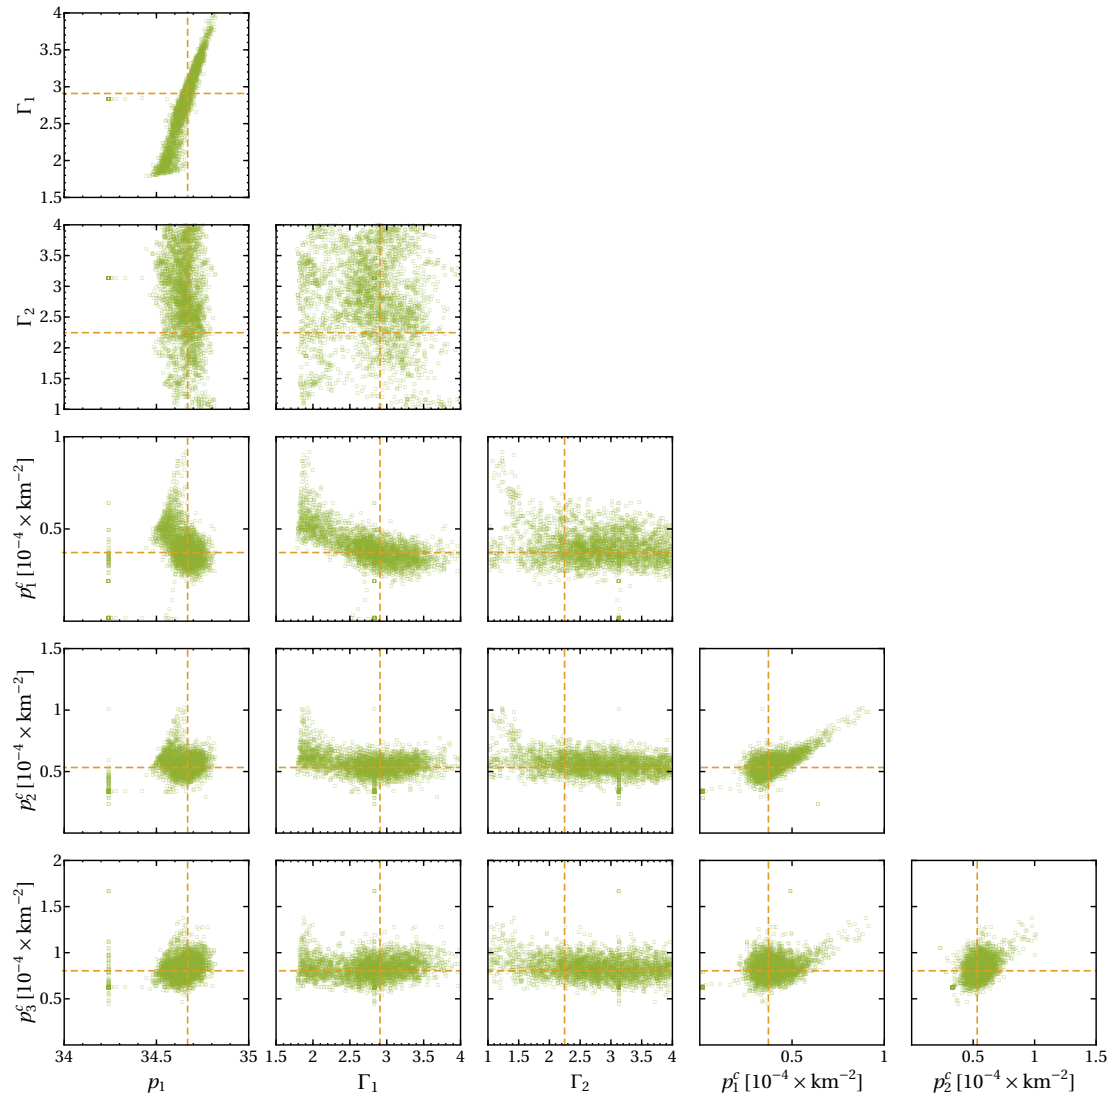 4
3.5
3
2.5
2
1.5
Γ₁
4
3.5
3
2.5
2
1.5
1
Γ₂
1
0.5
p₁ᶜ [10⁻⁴ × km⁻²]
1.5
1
0.5
p₂ᶜ [10⁻⁴ × km⁻²]
2
1.5
1
0.5
p₃ᶜ [10⁻⁴ × km⁻²]
34 34.5 35
1.5 2 2.5 3 3.5 4
1 1.5 2 2.5 3 3.5 4
0.5 1
0.5 1 1.5
p₁
Γ₁
Γ₂
p₁ᶜ [10⁻⁴ × km⁻²]
p₂ᶜ [10⁻⁴ × km⁻²]